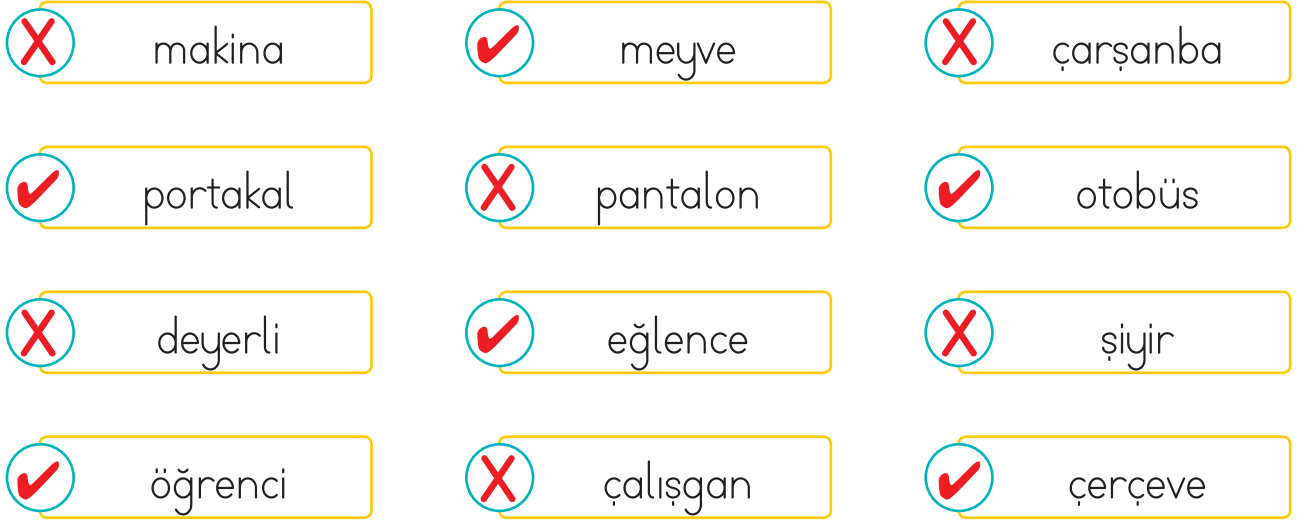 makina
meyve
çarşanba
portakal
pantalon
otobüs
deyerli
eğlence
şiyir
öğrenci
çalışgan
çerçeve